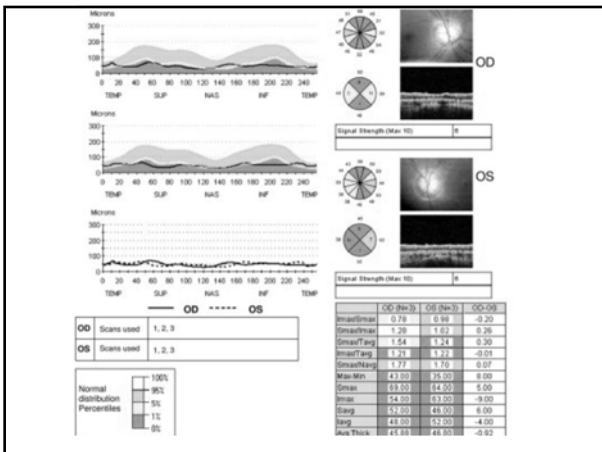 Microns
300
200
100
0
0 20 40 60 80 100 120 140 160 180 200 220 240
TEMP SUP NAS INF TEMP
OD
Signal Strength (Max 10) 6
Microns
300
200
100
0
0 20 40 60 80 100 120 140 160 180 200 220 240
TEMP SUP NAS INF TEMP
OS
Signal Strength (Max 10) 6
Microns
300
200
100
0
0 20 40 60 80 100 120 140 160 180 200 220 240
TEMP SUP NAS INF TEMP
OD OS
OD Scans used 1, 2, 3
OS Scans used 1, 2, 3
Normal distribution Percentiles
100%
95%
5%
1%
0%
OD (N=3) OS (N=3) OD-OS
Imax/Smax 0.78 0.98 -0.20
Smax/Imax 1.28 1.02 0.26
Smax/Tavg 1.54 1.24 0.30
Imax/Tavg 1.21 1.22 -0.01
Smax/Navg 1.77 1.70 0.07
Max-Min 43.00 35.00 8.00
Smax 69.00 64.00 5.00
Imax 54.00 63.00 -9.00
Savg 52.00 46.00 6.00
Iavg 48.00 52.00 -4.00
Avg.Thick 45.88 46.80 -0.92